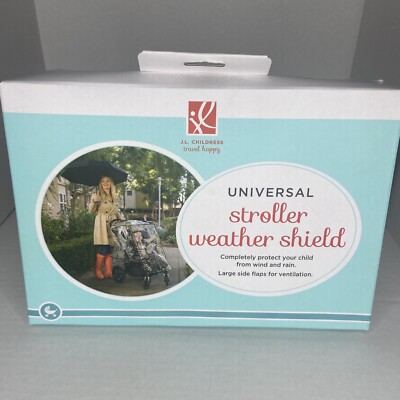 J.L. CHILDRESS
travel happy.
UNIVERSAL
stroller
weather shield
Completely protect your child
from wind and rain.
Large side flaps for ventilation.